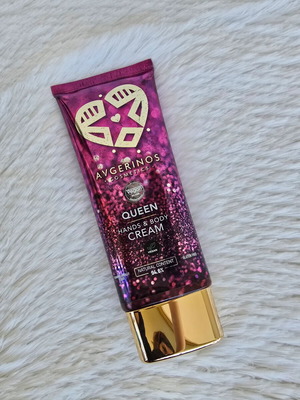 AVGERINOS
COSMETICS
QUEEN
HANDS & BODY
CREAM
NATURAL CONTENT